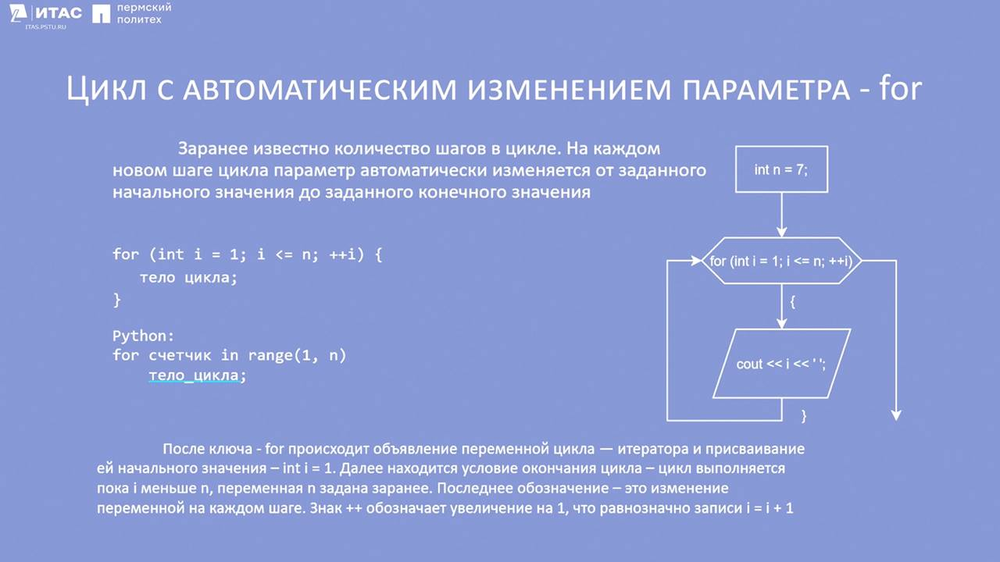 ИТАС
ITAS.PSTU.RU
пермский
политех
Цикл с автоматическим изменением параметра - for
Заранее известно количество шагов в цикле. На каждом
новом шаге цикла параметр автоматически изменяется от заданного
начального значения до заданного конечного значения
for (int i = 1; i <= n; ++i) {
тело цикла;
}
Python:
for счетчик in range(1, n)
тело_цикла;
int n = 7;
for (int i = 1; i <= n; ++i)
{
cout << i << ' ';
}
После ключа - for происходит объявление переменной цикла — итератора и присваивание
ей начального значения – int i = 1. Далее находится условие окончания цикла – цикл выполняется
пока i меньше n, переменная n задана заранее. Последнее обозначение – это изменение
переменной на каждом шаге. Знак ++ обозначает увеличение на 1, что равнозначно записи i = i + 1